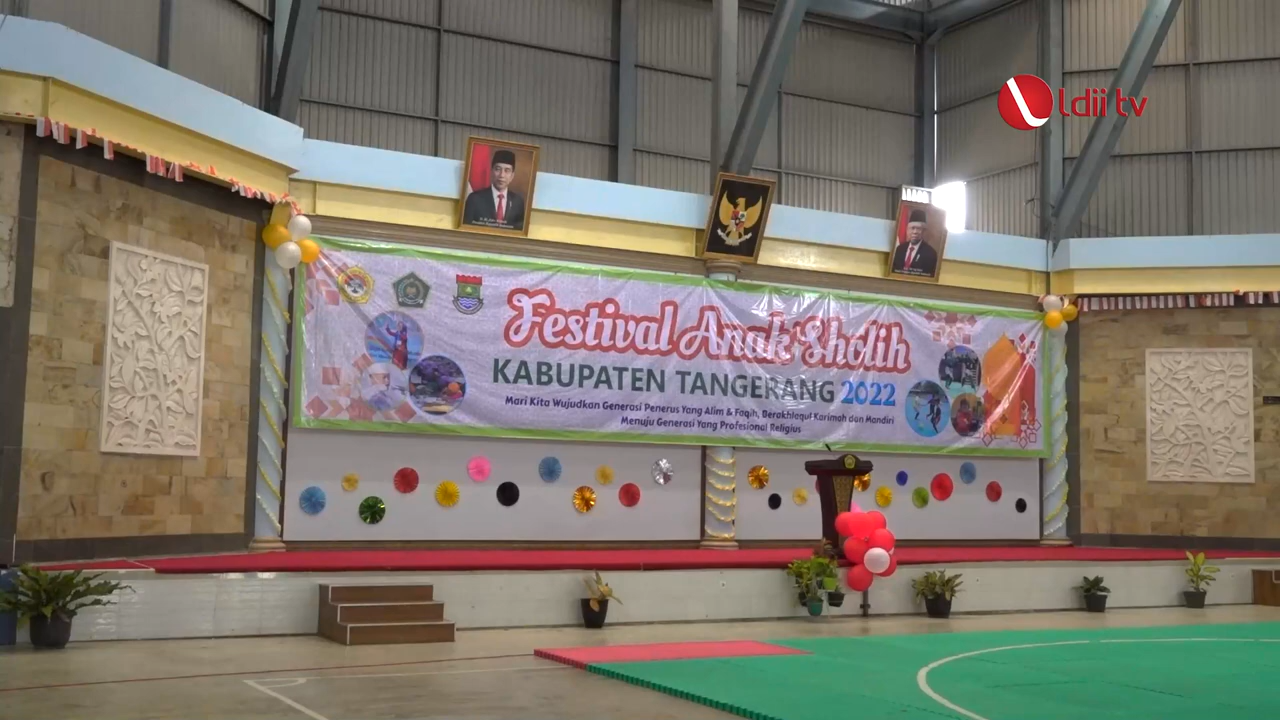 ldii tv
Festival Anak Sholih
KABUPATEN TANGERANG 2022
Mari Kita Wujudkan Generasi Penerus Yang Alim & Faqih, Berakhlaqul Karimah dan Mandiri
Menuju Generasi Yang Profesional Religius